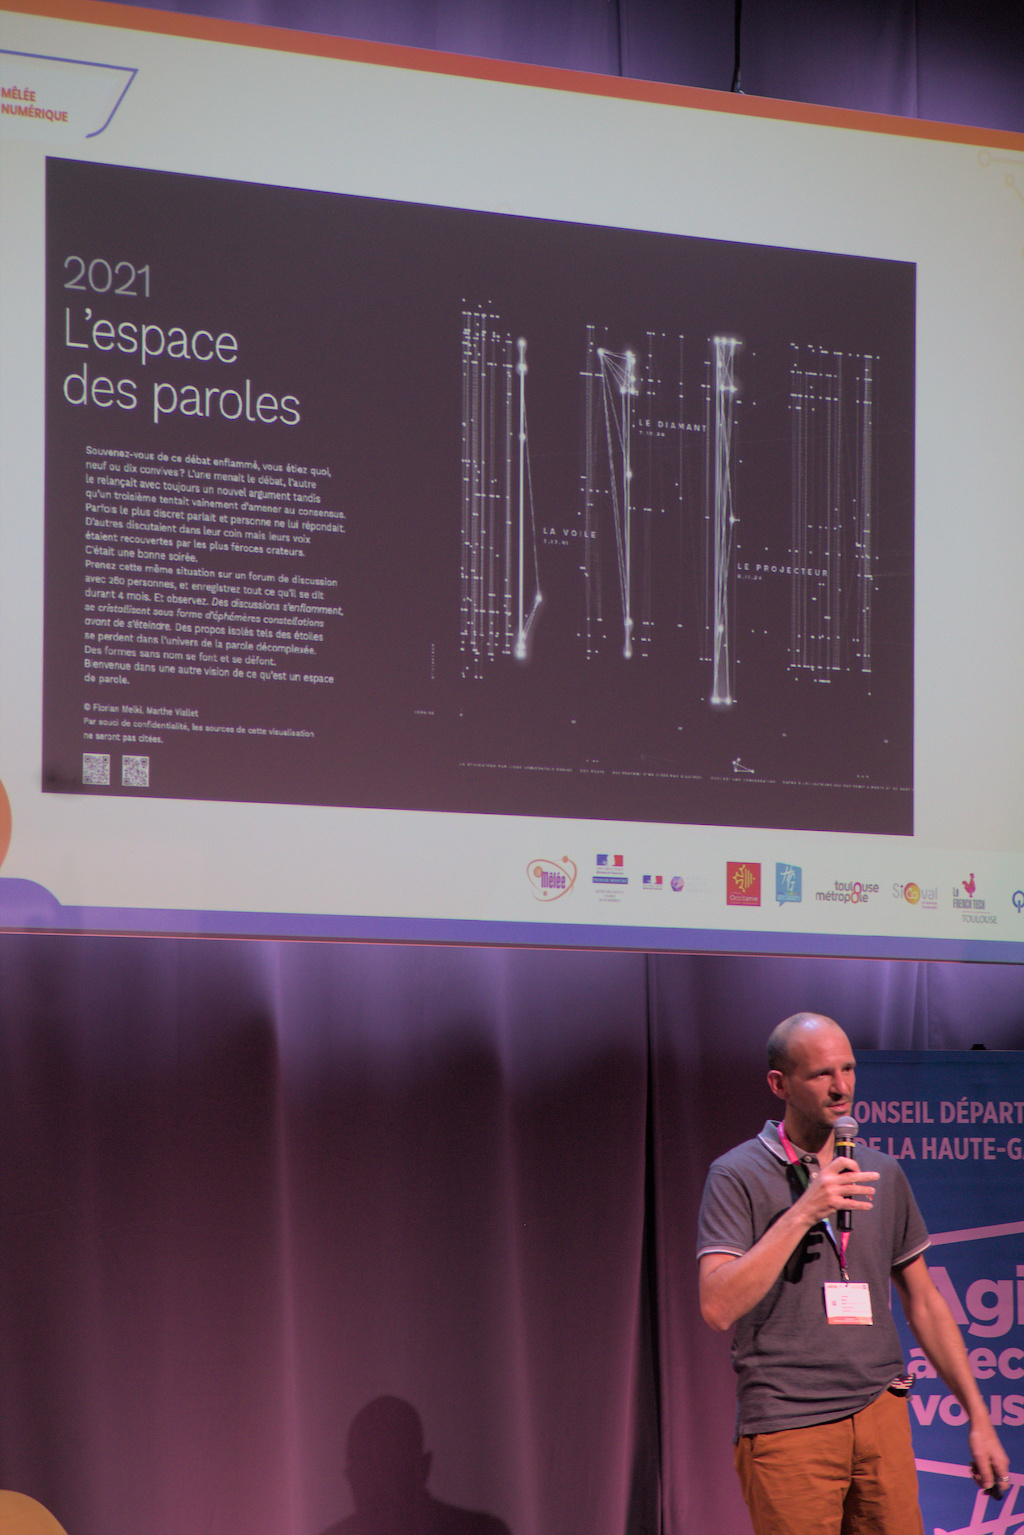 MÊLÉE
NUMÉRIQUE
2021
L'espace
des paroles
Souvenez-vous de ce débat enflammé, vous étiez quoi,
neuf ou dix convives ? L'une menait le débat, l'autre
le relançait avec toujours un nouvel argument tandis
qu'un troisième tentait vainement d'amener au consensus.
Parfois le plus discret parlait et personne ne lui répondait.
D'autres discutaient dans leur coin mais leurs voix
étaient recouvertes par les plus féroces orateurs.
C'était une bonne soirée.
Prenez cette même situation sur un forum de discussion
avec 260 personnes, et enregistrez tout ce qu'il se dit
durant 4 mois. Et observez. Des discussions s'enflamment,
se cristallisent sous forme d'éphémères constellations
avant de s'éteindre. Des propos isolés tels des étoiles
se perdent dans l'univers de la parole décomplexée.
Des formes sans nom se font et se défont.
Bienvenue dans une autre vision de ce qu'est un espace
de parole.
© Florian Melki, Marthe Viallet
Par souci de confidentialité, les sources de cette visualisation
ne seront pas citées.
LE DIAMANT
LA VOILE
LE PROJECTEUR
la Mêlée
Occitanie
HG
toulouse
métropole
Sicoval
La
FRENCH TECH
TOULOUSE
ONSEIL DÉPART
DE LA HAUTE-G
Agi
avec
vous